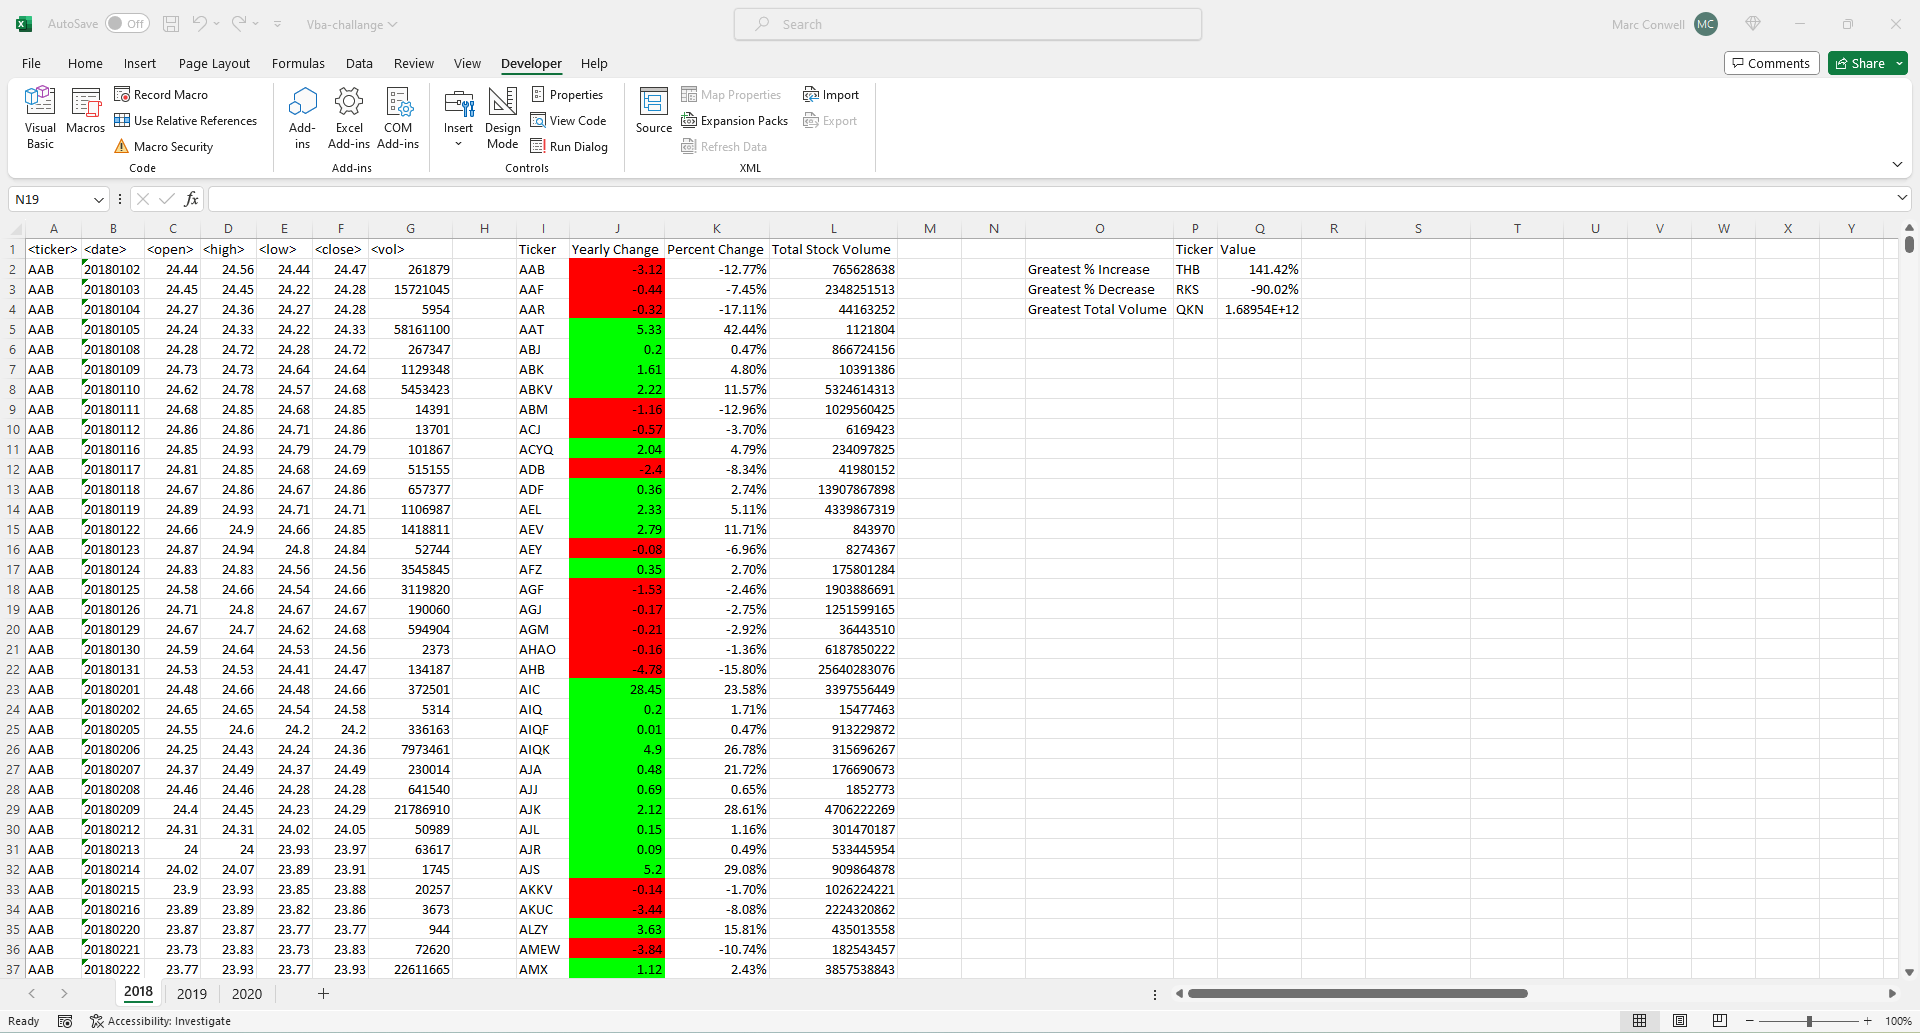 AutoSave Off Vba-challange Search Marc Conwell MC
File Home Insert Page Layout Formulas Data Review View Developer Help Comments Share
Visual Basic Macros Record Macro Use Relative References Macro Security Code
Add-ins Excel Add-ins COM Add-ins Add-ins
Insert Design Mode Properties View Code Run Dialog Controls
Source Map Properties Expansion Packs Refresh Data Import Export XML
N19 fx
A B C D E F G H I J K L M N O P Q R S T U V W X Y
1 <ticker> <date> <open> <high> <low> <close> <vol> Ticker Yearly Change Percent Change Total Stock Volume Ticker Value
2 AAB 20180102 24.44 24.56 24.44 24.47 261879 AAB -3.12 -12.77% 765628638 Greatest % Increase THB 141.42%
3 AAB 20180103 24.45 24.45 24.22 24.28 15721045 AAF -0.44 -7.45% 2348251513 Greatest % Decrease RKS -90.02%
4 AAB 20180104 24.27 24.36 24.27 24.28 5954 AAR -0.32 -17.11% 44163252 Greatest Total Volume QKN 1.68954E+12
5 AAB 20180105 24.24 24.33 24.22 24.33 58161100 AAT 5.33 42.44% 1121804
6 AAB 20180108 24.28 24.72 24.28 24.72 267347 ABJ 0.2 0.47% 866724156
7 AAB 20180109 24.73 24.73 24.64 24.64 1129348 ABK 1.61 4.80% 10391386
8 AAB 20180110 24.62 24.78 24.57 24.68 5453423 ABKV 2.22 11.57% 5324614313
9 AAB 20180111 24.68 24.85 24.68 24.85 14391 ABM -1.16 -12.96% 1029560425
10 AAB 20180112 24.86 24.86 24.71 24.86 13701 ACJ -0.57 -3.70% 6169423
11 AAB 20180116 24.85 24.93 24.79 24.79 101867 ACYQ 2.04 4.79% 234097825
12 AAB 20180117 24.81 24.85 24.68 24.69 515155 ADB -2.4 -8.34% 41980152
13 AAB 20180118 24.67 24.86 24.67 24.86 657377 ADF 0.36 2.74% 13907867898
14 AAB 20180119 24.89 24.93 24.71 24.71 1106987 AEL 2.33 5.11% 4339867319
15 AAB 20180122 24.66 24.9 24.66 24.85 1418811 AEV 2.79 11.71% 843970
16 AAB 20180123 24.87 24.94 24.8 24.84 52744 AEY -0.08 -6.96% 8274367
17 AAB 20180124 24.83 24.83 24.56 24.56 3545845 AFZ 0.35 2.70% 175801284
18 AAB 20180125 24.58 24.66 24.54 24.66 3119820 AGF -1.53 -2.46% 1903886691
19 AAB 20180126 24.71 24.8 24.67 24.67 190060 AGJ -0.17 -2.75% 1251599165
20 AAB 20180129 24.67 24.7 24.62 24.68 594904 AGM -0.21 -2.92% 36443510
21 AAB 20180130 24.59 24.64 24.53 24.56 2373 AHAO -0.16 -1.36% 6187850222
22 AAB 20180131 24.53 24.53 24.41 24.47 134187 AHB -4.78 -15.80% 25640283076
23 AAB 20180201 24.48 24.66 24.48 24.66 372501 AIC 28.45 23.58% 3397556449
24 AAB 20180202 24.65 24.65 24.54 24.58 5314 AIQ 0.2 1.71% 15477463
25 AAB 20180205 24.55 24.6 24.2 24.2 336163 AIQF 0.01 0.47% 913229872
26 AAB 20180206 24.25 24.43 24.24 24.36 7973461 AIQK 4.9 26.78% 315696267
27 AAB 20180207 24.37 24.49 24.37 24.49 230014 AJA 0.48 21.72% 176690673
28 AAB 20180208 24.46 24.46 24.28 24.28 641540 AJJ 0.69 0.65% 1852773
29 AAB 20180209 24.4 24.45 24.23 24.29 21786910 AJK 2.12 28.61% 4706222269
30 AAB 20180212 24.31 24.31 24.02 24.05 50989 AJL 0.15 1.16% 301470187
31 AAB 20180213 24 24 23.93 23.97 63617 AJR 0.09 0.49% 533445954
32 AAB 20180214 24.02 24.07 23.89 23.91 1745 AJS 5.2 29.08% 909864878
33 AAB 20180215 23.9 23.93 23.85 23.88 20257 AKKV -0.14 -1.70% 1026224221
34 AAB 20180216 23.89 23.89 23.82 23.86 3673 AKUC -3.44 -8.08% 2224320862
35 AAB 20180220 23.87 23.87 23.77 23.77 944 ALZY 3.63 15.81% 435013558
36 AAB 20180221 23.73 23.83 23.73 23.83 72620 AMEW -3.84 -10.74% 182543457
37 AAB 20180222 23.77 23.93 23.77 23.93 22611665 AMX 1.12 2.43% 3857538843
2018 2019 2020
Ready Accessibility: Investigate 100%